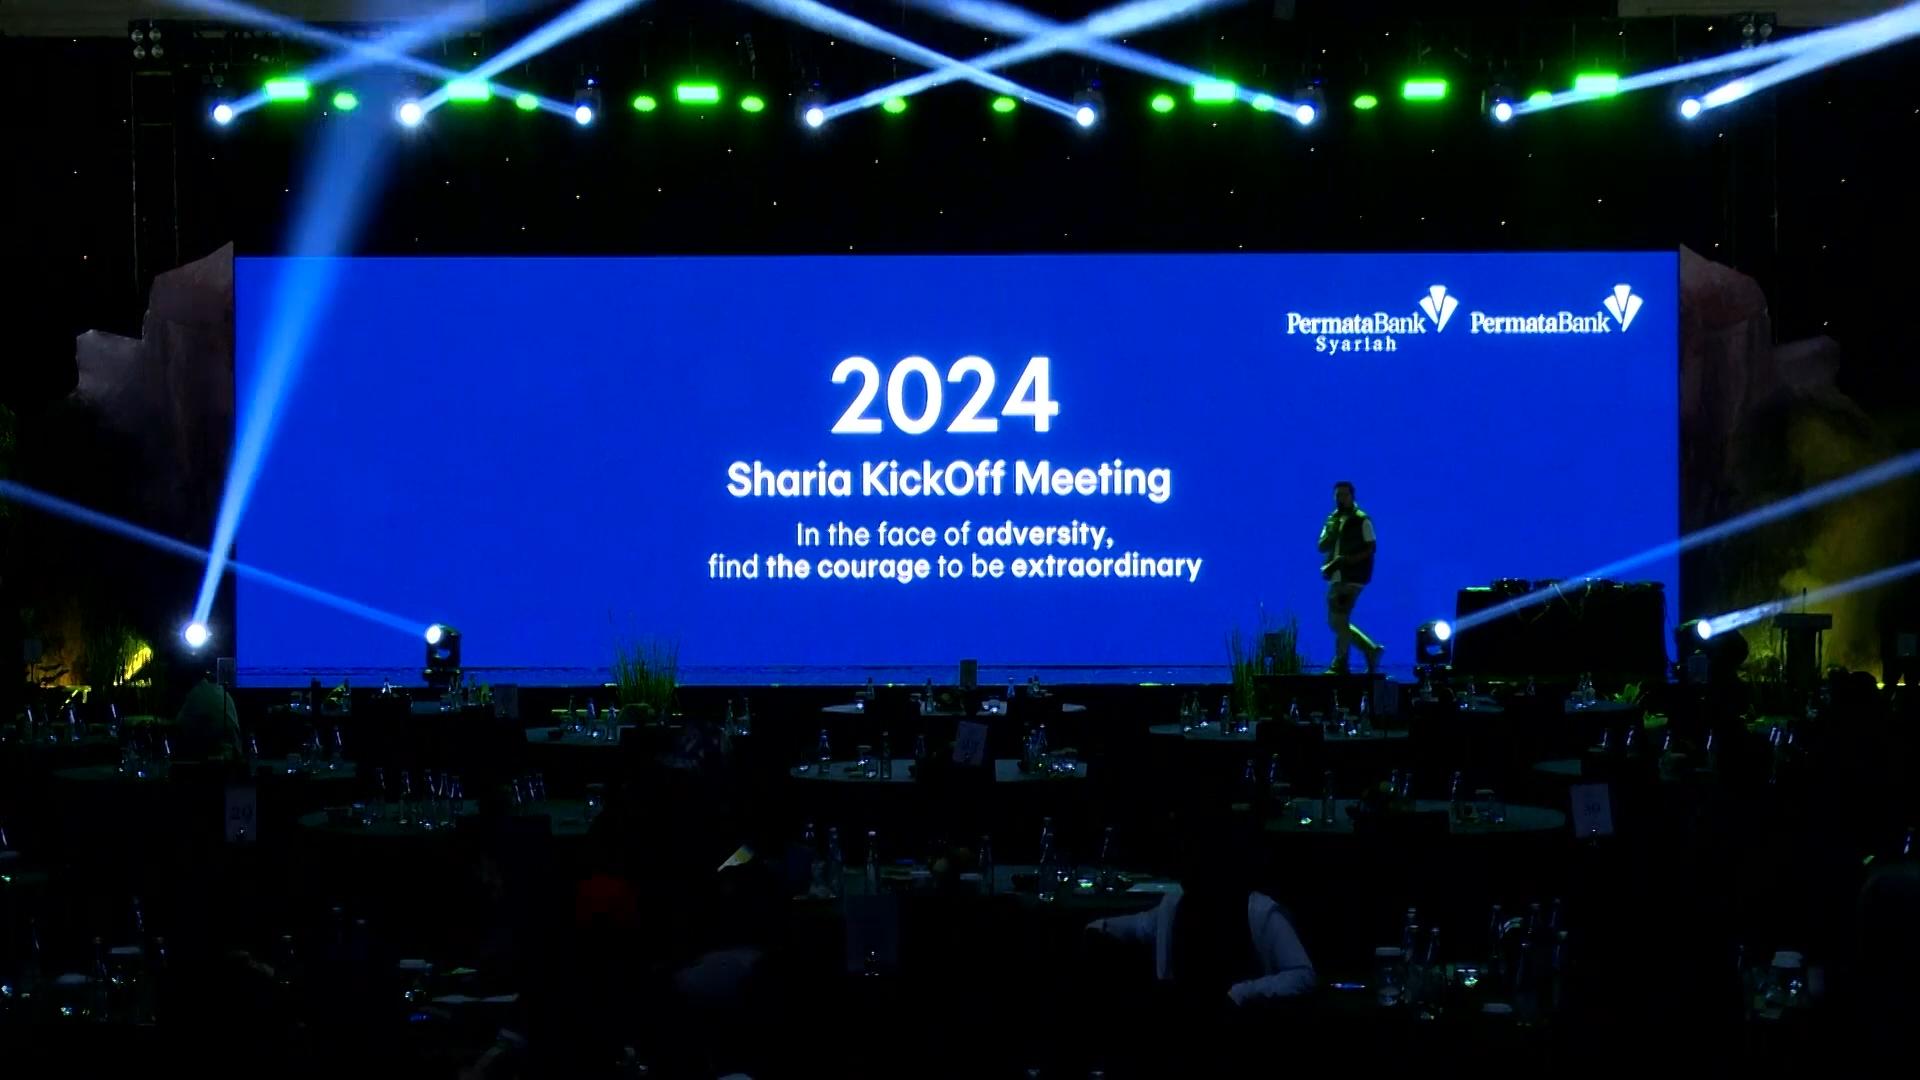 PermataBank PermataBank
Syariah
2024
Sharia KickOff Meeting
In the face of adversity,
find the courage to be extraordinary